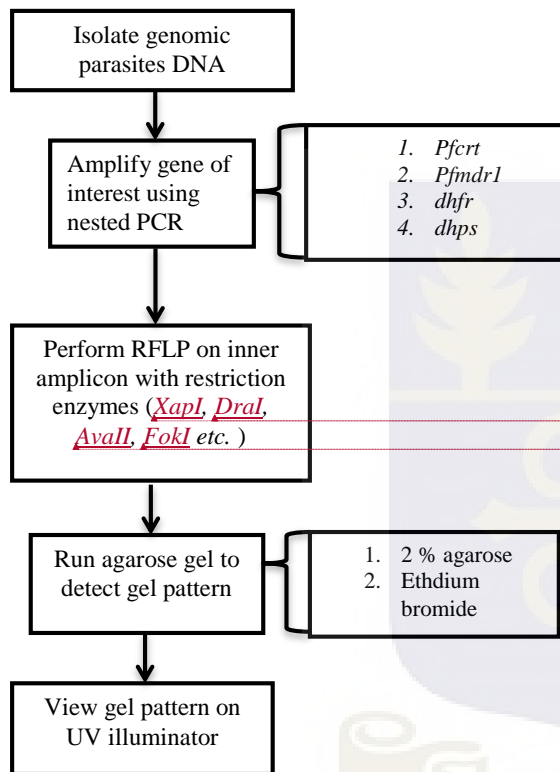 Isolate genomic
parasites DNA
Amplify gene of
interest using
nested PCR
1. Pfcrt
2. Pfmdr1
3. dhfr
4. dhps
Perform RFLP on inner
amplicon with restriction
enzymes (XapI, DraI,
AvaII, FokI etc. )
Run agarose gel to
detect gel pattern
1. 2 % agarose
2. Ethdium
bromide
View gel pattern on
UV illuminator